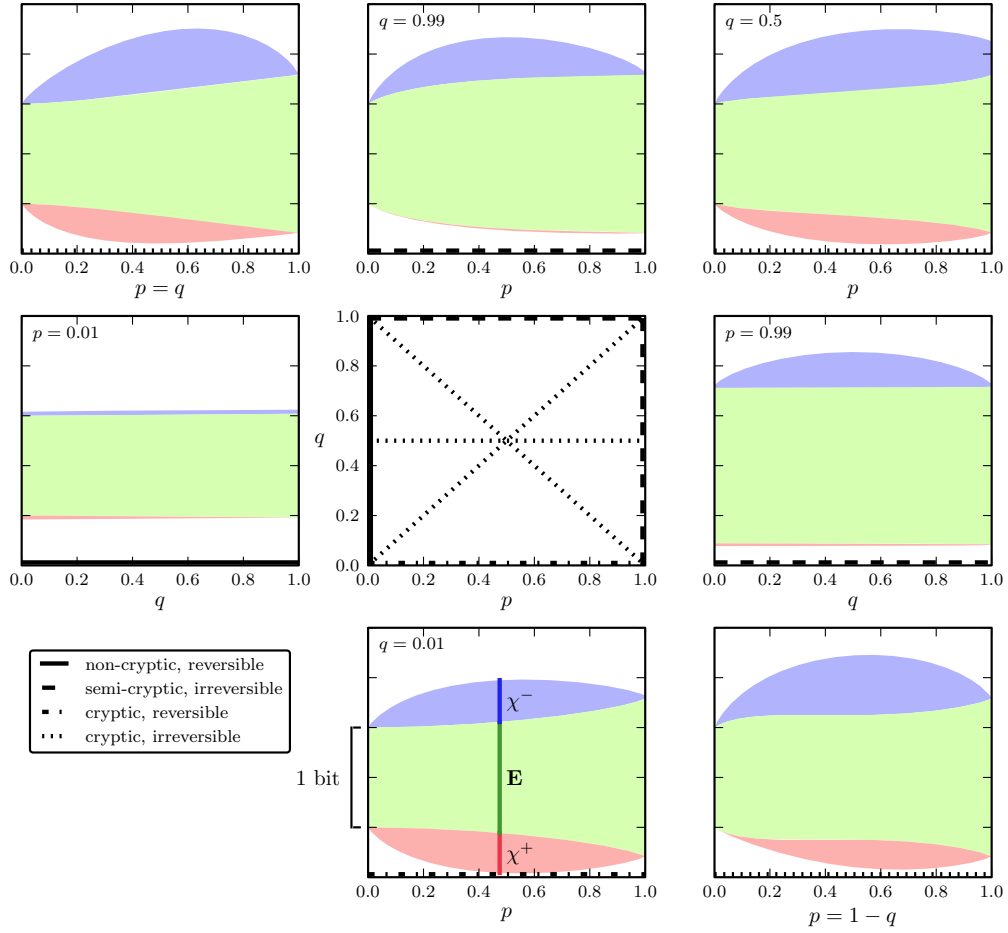 q = 0.99
q = 0.5
0.0 0.2 0.4 0.6 0.8 1.0
0.0 0.2 0.4 0.6 0.8 1.0
0.0 0.2 0.4 0.6 0.8 1.0
p = q
p
p
p = 0.01
1.0
0.8
0.6
0.4
0.2
0.0
q
p = 0.99
0.0 0.2 0.4 0.6 0.8 1.0
0.0 0.2 0.4 0.6 0.8 1.0
0.0 0.2 0.4 0.6 0.8 1.0
q
p
q
non-cryptic, reversible
semi-cryptic, irreversible
cryptic, reversible
cryptic, irreversible
q = 0.01
χ⁻
1 bit
E
χ⁺
0.0 0.2 0.4 0.6 0.8 1.0
0.0 0.2 0.4 0.6 0.8 1.0
p
p = 1 − q